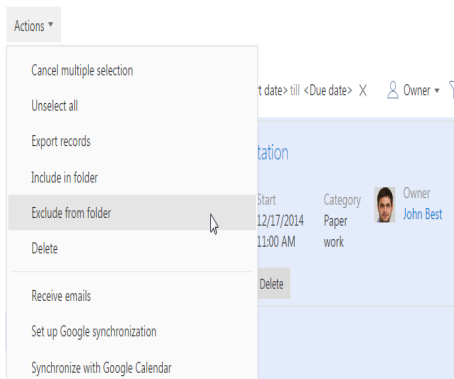 Actions
Cancel multiple selection
Unselect all
Export records
Include in folder
Exclude from folder
Delete
Receive emails
Set up Google synchronization
Synchronize with Google Calendar
t date> till <Due date> X Owner
tation
Start Category Owner
12/17/2014 Paper John Best
11:00 AM work
Delete